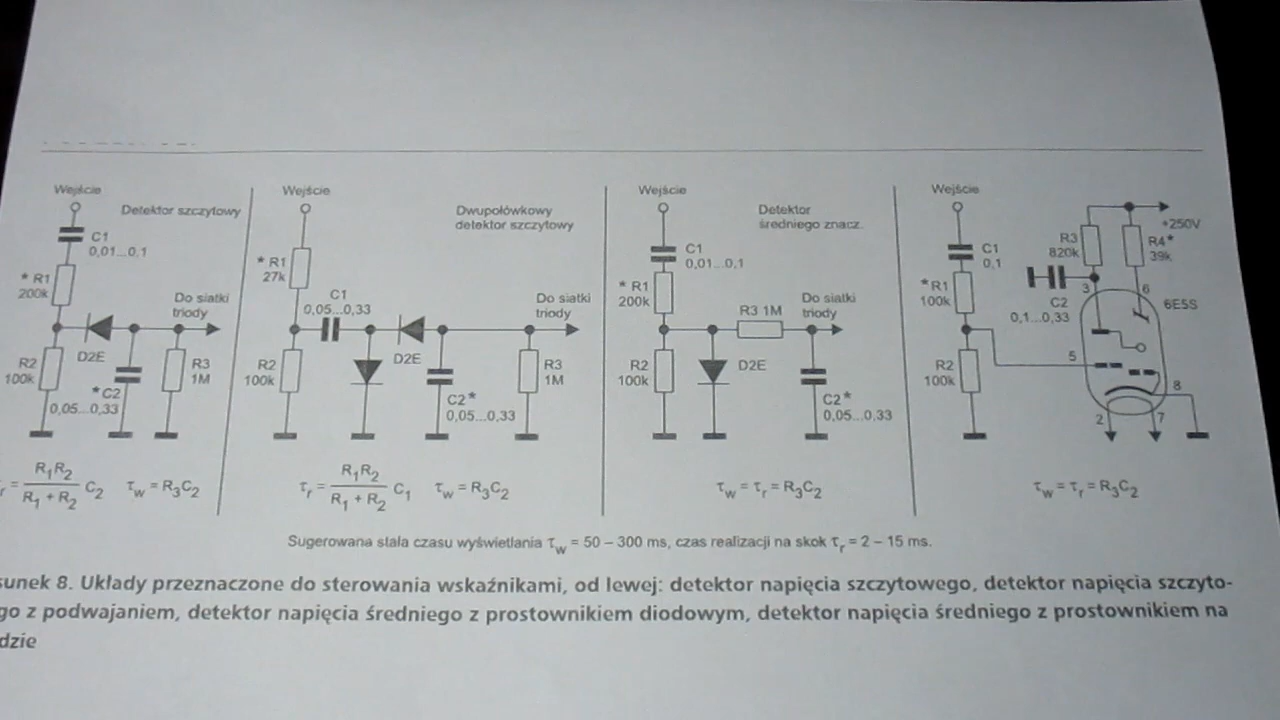 Wejście
Detektor szczytowy
C1
0,01...0,1
* R1
200k
Do siatki
triody
D2E
R2
100k
* C2
0,05...0,33
R3
1M
= R1R2 / R1 + R2 C2 τw = R3C2
Wejście
Dwupołówkowy
detektor szczytowy
* R1
27k
C1
0,05...0,33
Do siatki
triody
D2E
R2
100k
C2*
0,05...0,33
R3
1M
τr = R1R2 / R1 + R2 C1 τw = R3C2
Wejście
Detektor
średniego znacz.
C1
0,01...0,1
* R1
200k
R3 1M
Do siatki
triody
R2
100k
D2E
C2*
0,05...0,33
τw = τr = R3C2
Wejście
C1
0,1
* R1
100k
R2
100k
R3
820k
+250V
R4*
39k
C2
0,1...0,33
3
6
6E5S
5
8
2
7
τw = τr = R3C2
Sugerowana stała czasu wyświetlania τw = 50 – 300 ms, czas realizacji na skok τr = 2 – 15 ms.
sunek 8. Układy przeznaczone do sterowania wskaźnikami, od lewej: detektor napięcia szczytowego, detektor napięcia szczyto-
go z podwajaniem, detektor napięcia średniego z prostownikiem diodowym, detektor napięcia średniego z prostownikiem na
dzie